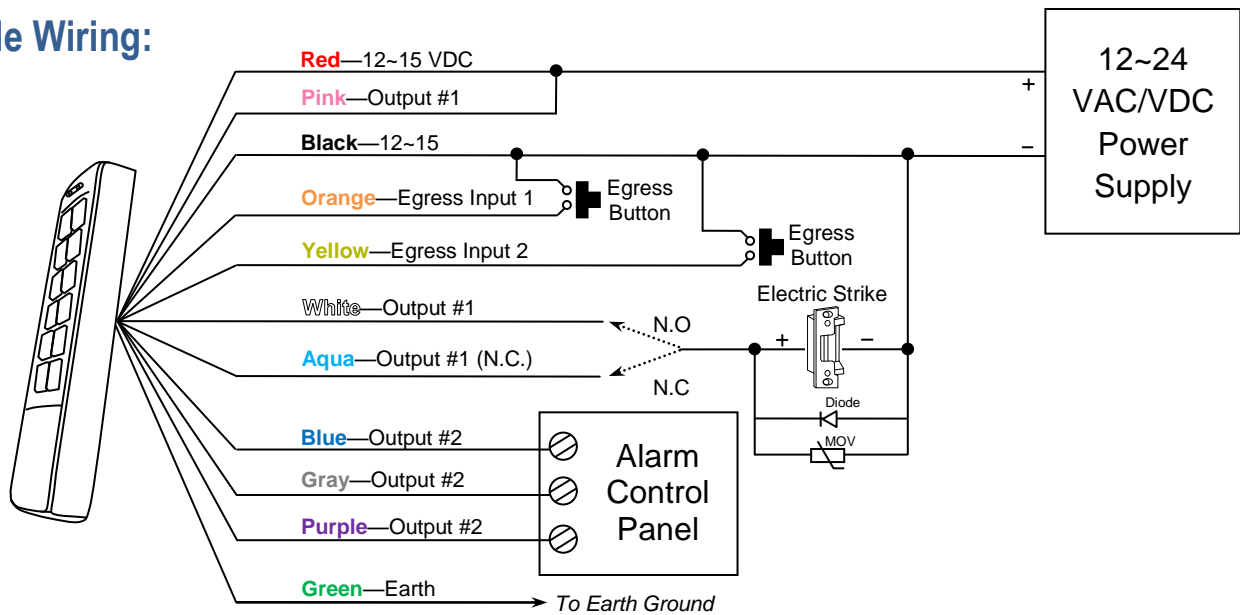 le Wiring:
Red—12~15 VDC
Pink—Output #1
Black—12~15
Orange—Egress Input 1
Yellow—Egress Input 2
White—Output #1
Aqua—Output #1 (N.C.)
Blue—Output #2
Gray—Output #2
Purple—Output #2
Green—Earth
To Earth Ground
Egress
Button
Egress
Button
Electric Strike
N.O
N.C
+
–
Diode
MOV
Alarm
Control
Panel
+
–
12~24
VAC/VDC
Power
Supply